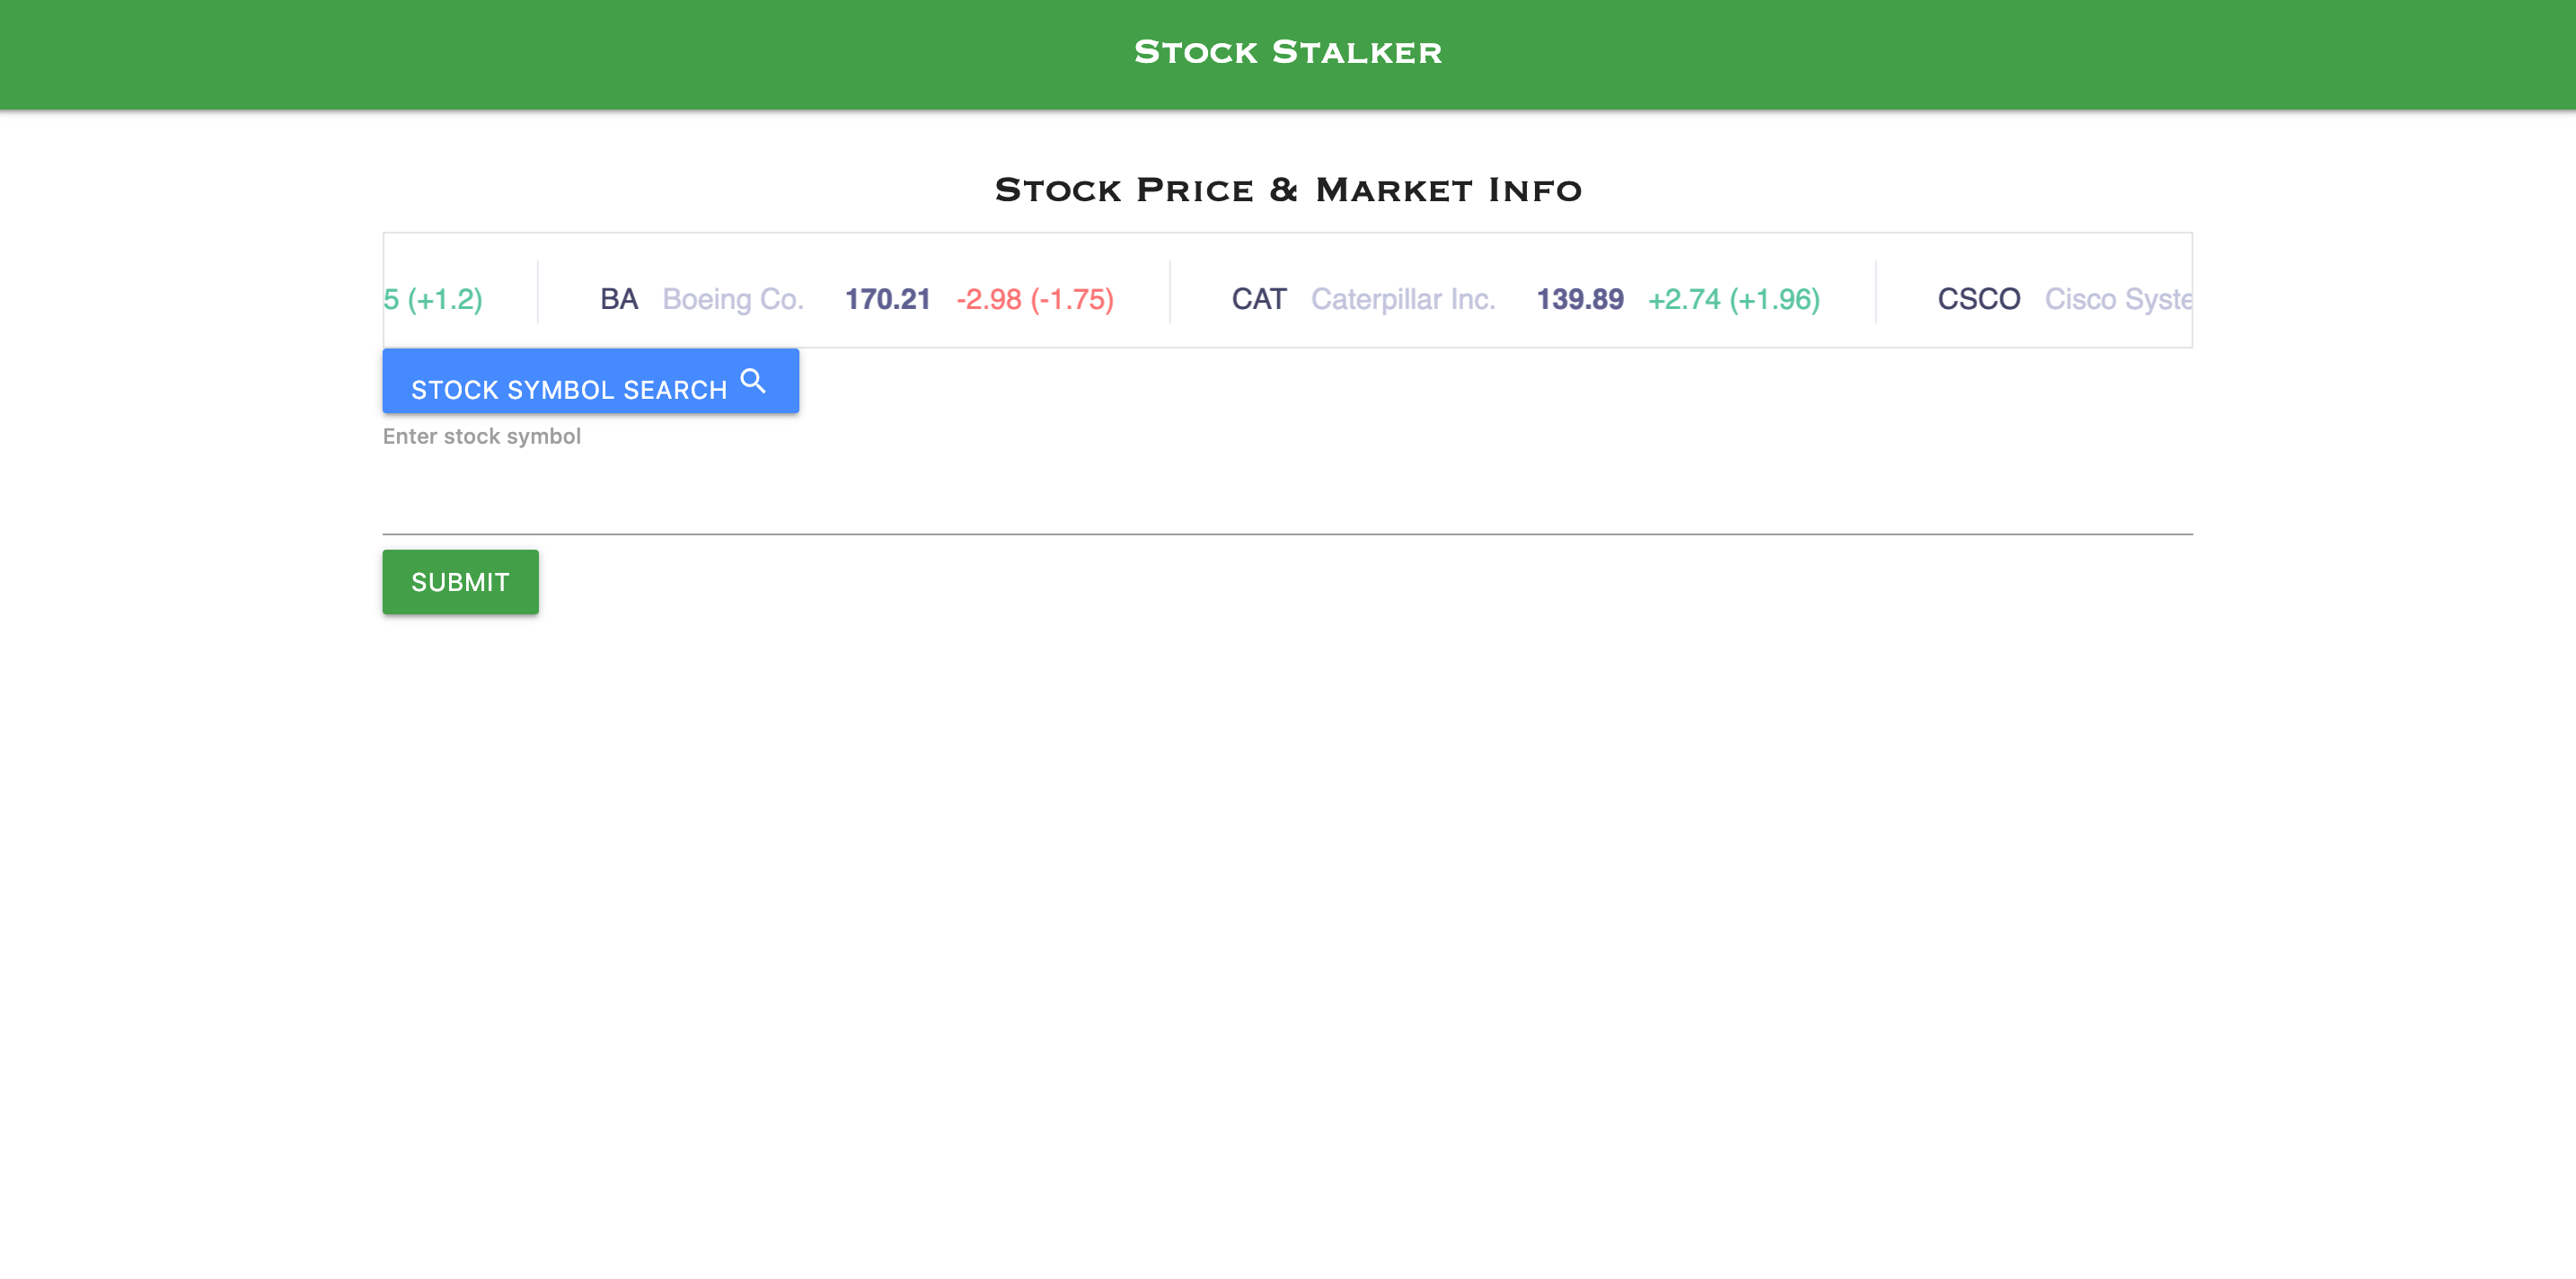 Stock Stalker
Stock Price & Market Info
5 (+1.2) BA Boeing Co. 170.21 -2.98 (-1.75) CAT Caterpillar Inc. 139.89 +2.74 (+1.96) CSCO Cisco Syste
STOCK SYMBOL SEARCH
Enter stock symbol
SUBMIT